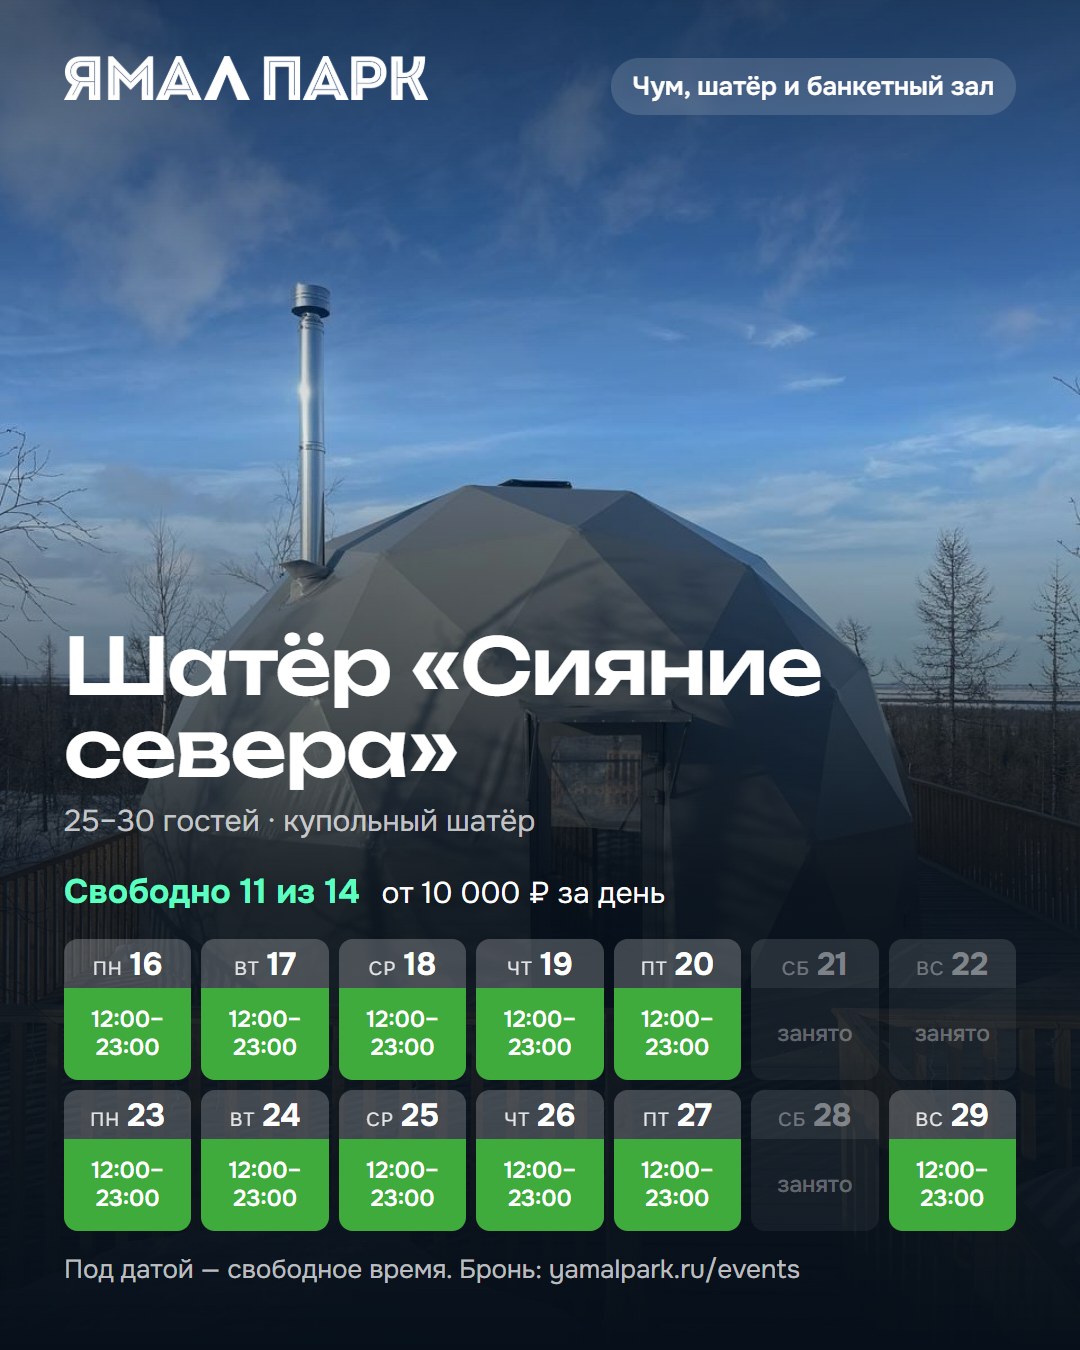 ЯМАЛ ПАРК
Чум, шатёр и банкетный зал
Шатёр «Сияние
севера»
25–30 гостей · купольный шатёр
Свободно 11 из 14 от 10 000 ₽ за день
ПН 16 ВТ 17 СР 18 ЧТ 19 ПТ 20 СБ 21 ВС 22
12:00– 12:00– 12:00– 12:00– 12:00– занято занято
23:00 23:00 23:00 23:00 23:00
ПН 23 ВТ 24 СР 25 ЧТ 26 ПТ 27 СБ 28 ВС 29
12:00– 12:00– 12:00– 12:00– 12:00– занято 12:00–
23:00 23:00 23:00 23:00 23:00 23:00
Под датой — свободное время. Бронь: yamalpark.ru/events